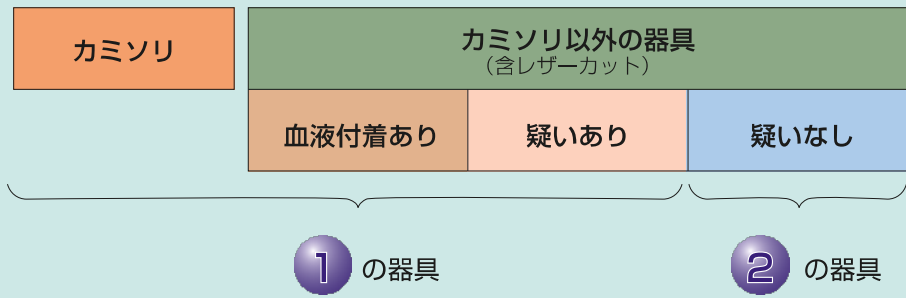 カミソリ
カミソリ以外の器具
（含レザーカット）
血液付着あり
疑いあり
疑いなし
1 の器具
2 の器具